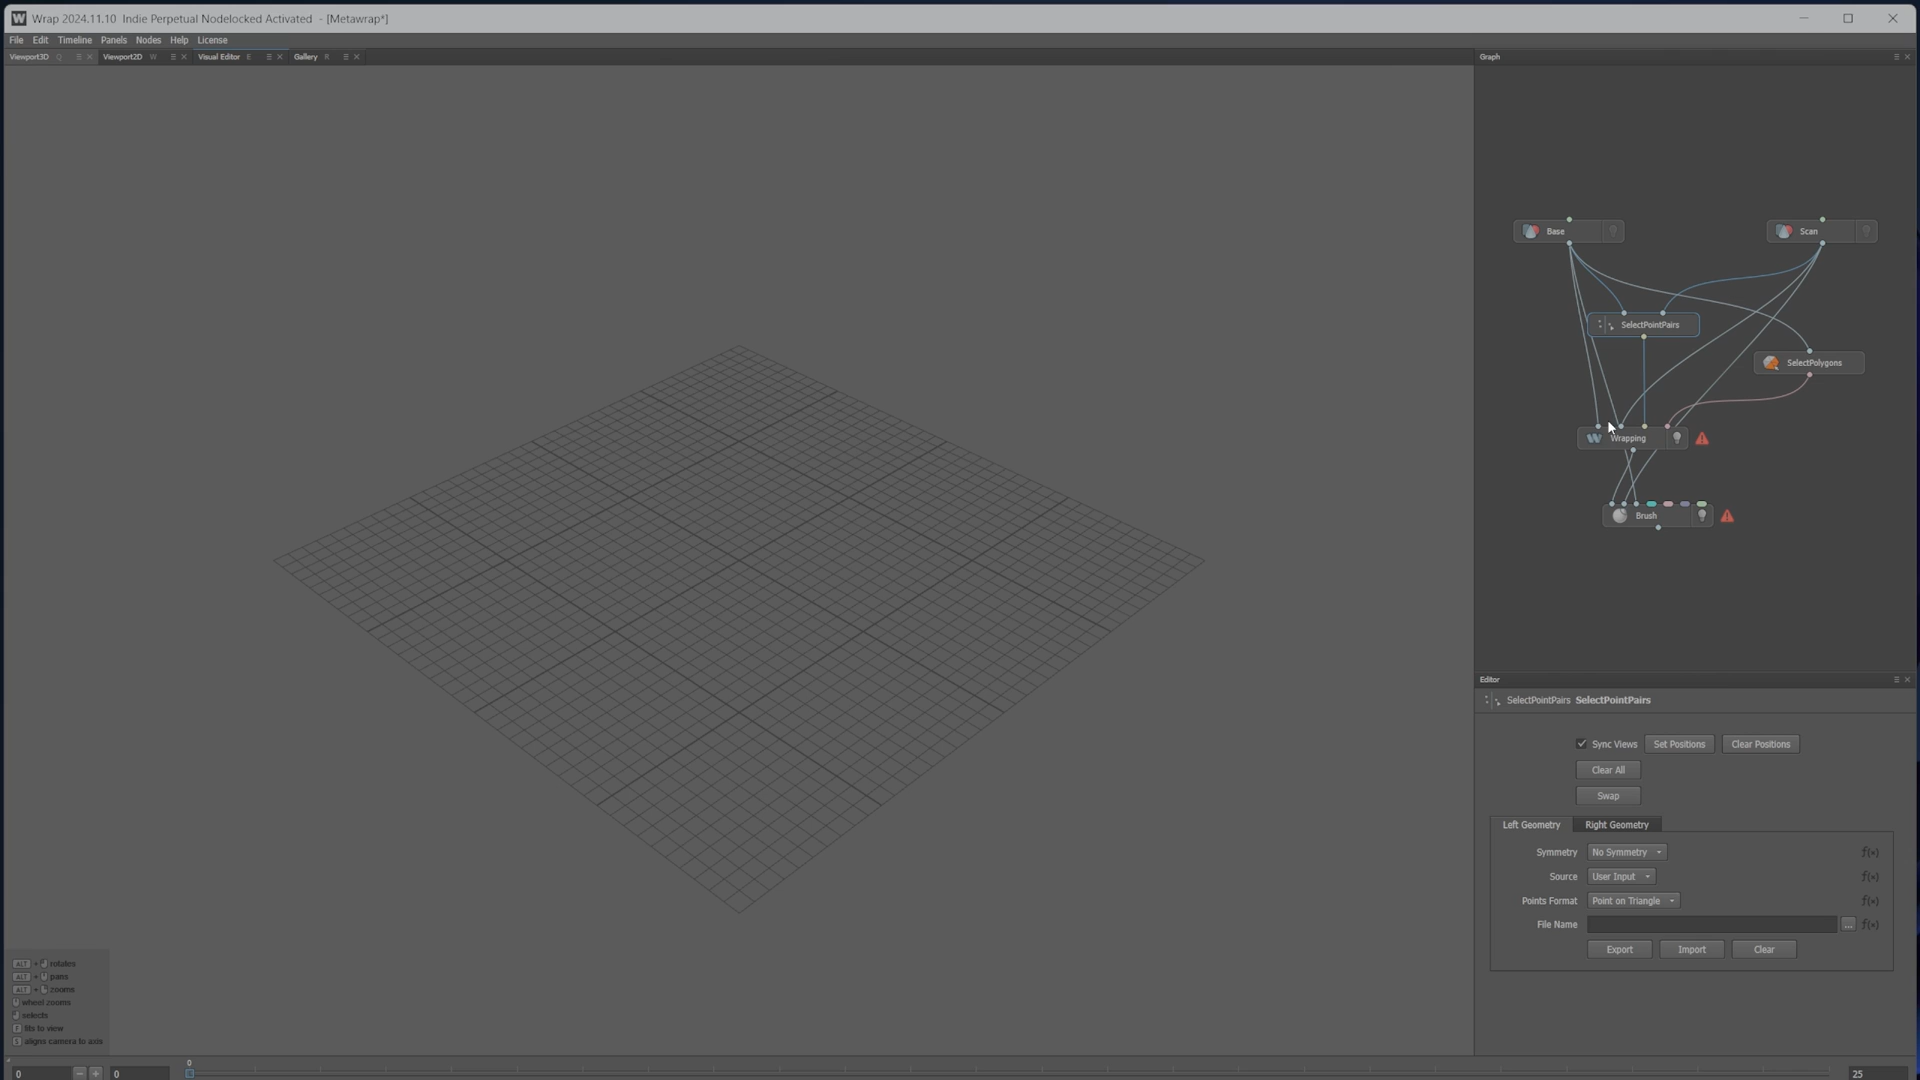 Wrap 2024.11.10 Indie Perpetual Nodelocked Activated - [Metawrap*]
File Edit Timeline Panels Nodes Help License
Viewport3D Q Viewport2D W Visual Editor E Gallery R
Graph
Base
Scan
SelectPointPairs
SelectPolygons
Wrapping
Brush
Editor
SelectPointPairs SelectPointPairs
Sync Views Set Positions Clear Positions
Clear All
Swap
Left Geometry Right Geometry
Symmetry No Symmetry f(x)
Source User Input f(x)
Points Format Point on Triangle f(x)
File Name ... f(x)
Export Import Clear
ALT + rotates
ALT + pans
ALT + zooms
wheel zooms
selects
F fits to view
S aligns camera to axis
0
0 − + 0 25